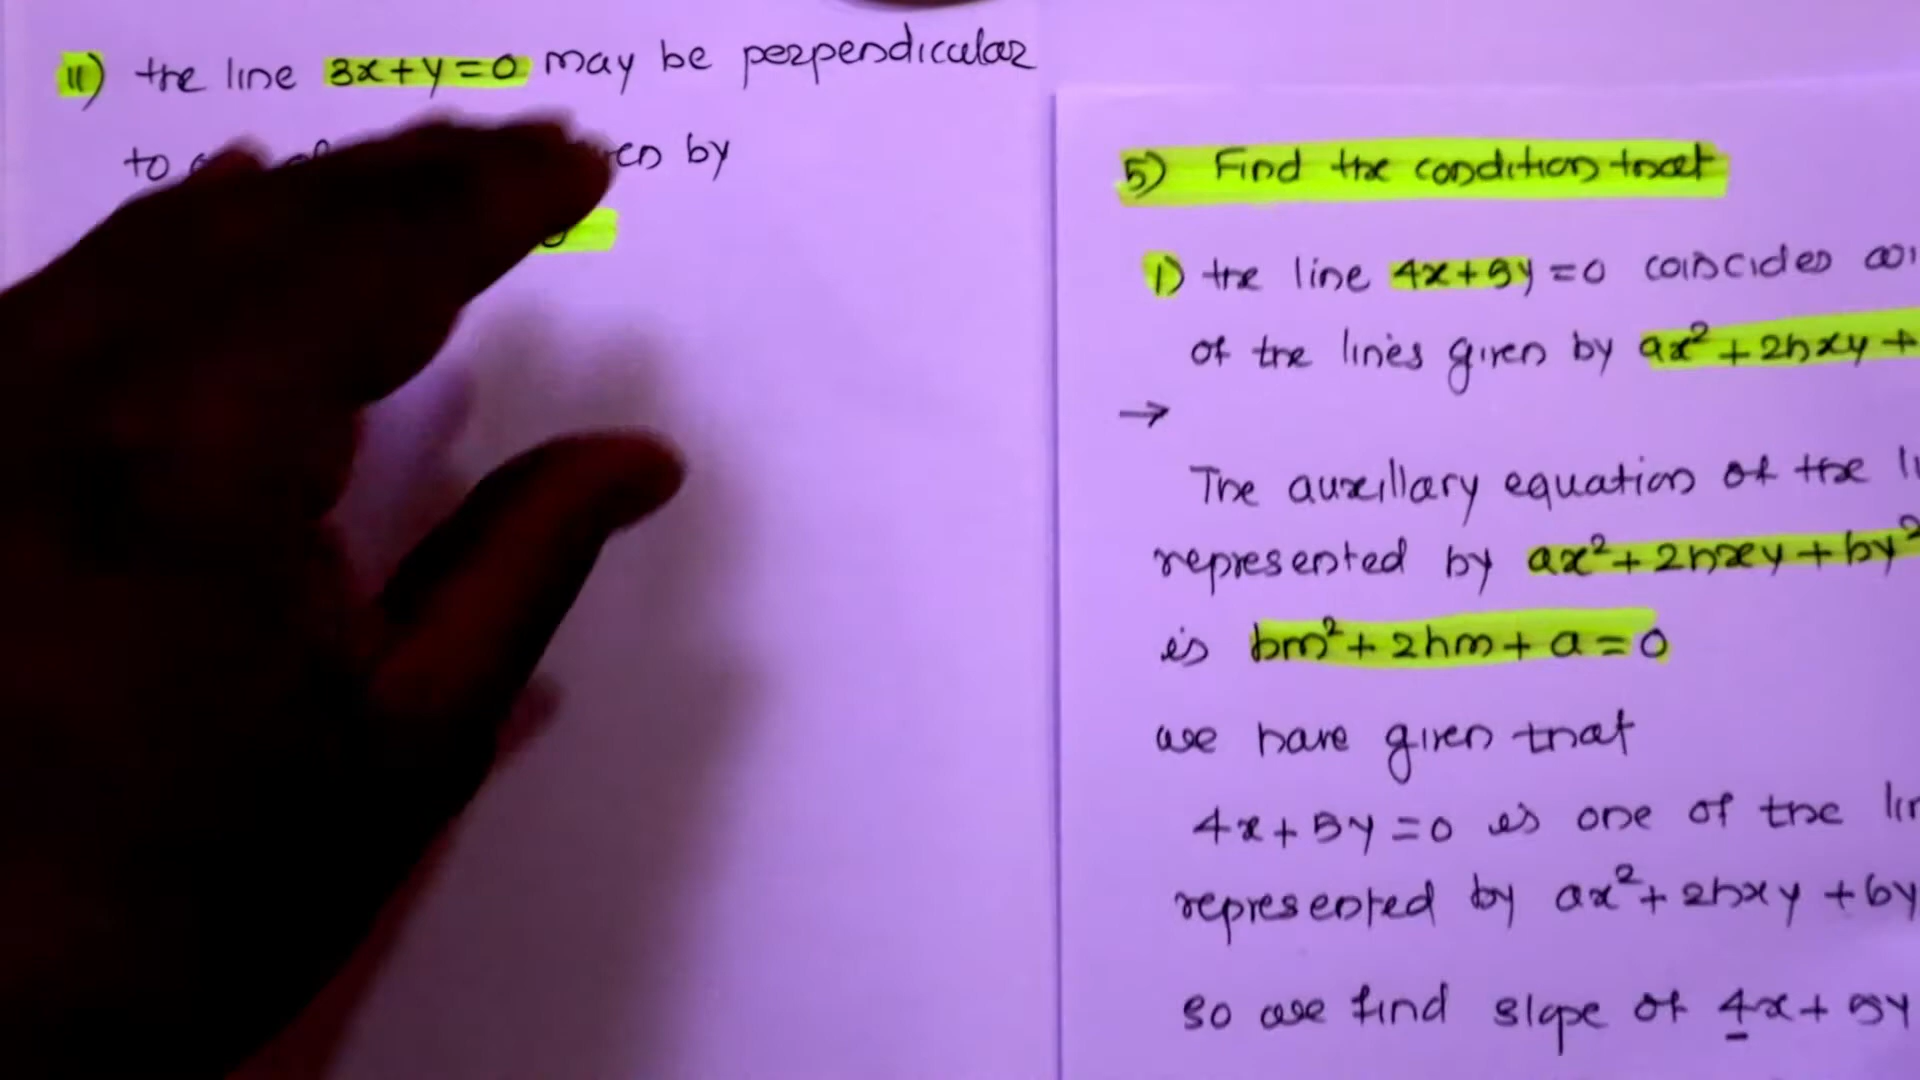 11) the line 3x+y=0 may be perpendicular
to by
5) Find the condition that
1) the line 4x+5y=0 coincides
of the lines given by ax²+2hxy+
→
The auxillary equation of the
represented by ax²+2hxy+by²
is bm²+2hm+a=0
we have given that
4x+5y=0 is one of the
represented by ax²+2hxy+by
so we find slope of 4x+5y